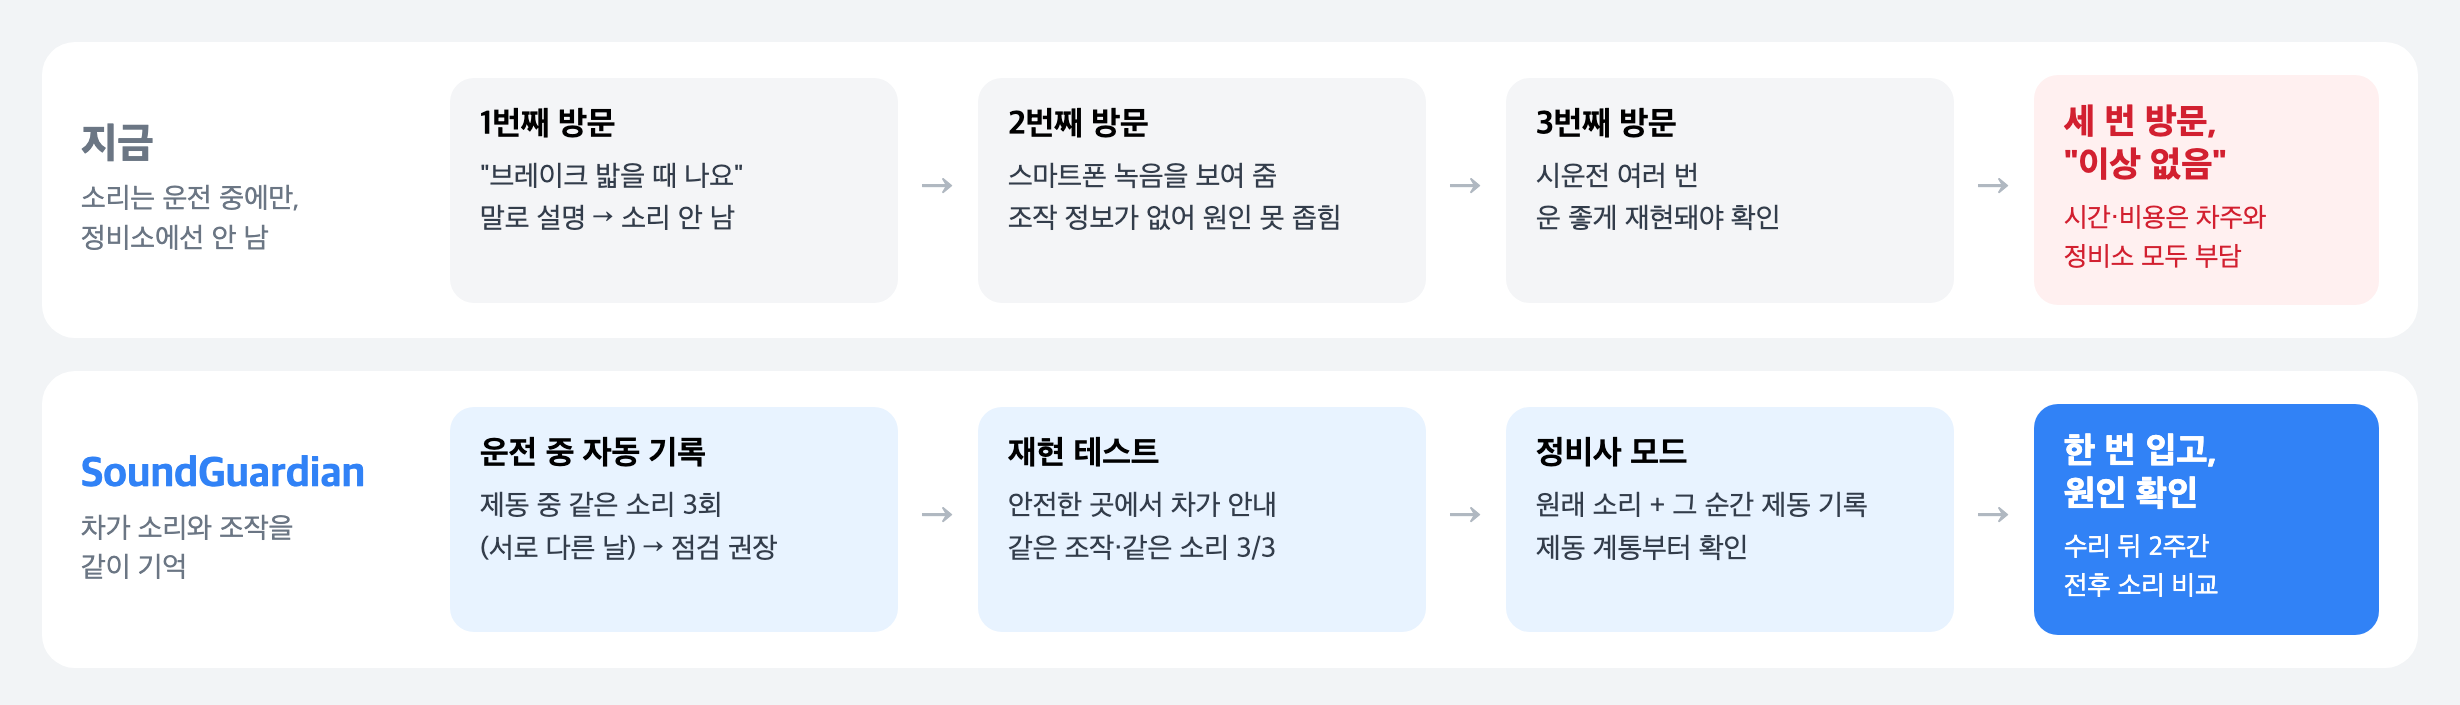 지금
소리는 운전 중에만,
정비소에선 안 남
1번째 방문
"브레이크 밟을 때 나요"
말로 설명 → 소리 안 남
→
2번째 방문
스마트폰 녹음을 보여 줌
조작 정보가 없어 원인 못 좁힘
→
3번째 방문
시운전 여러 번
운 좋게 재현돼야 확인
→
세 번 방문,
"이상 없음"
시간·비용은 차주와
정비소 모두 부담
SoundGuardian
차가 소리와 조작을
같이 기억
운전 중 자동 기록
제동 중 같은 소리 3회
(서로 다른 날) → 점검 권장
→
재현 테스트
안전한 곳에서 차가 안내
같은 조작·같은 소리 3/3
→
정비사 모드
원래 소리 + 그 순간 제동 기록
제동 계통부터 확인
→
한 번 입고,
원인 확인
수리 뒤 2주간
전후 소리 비교